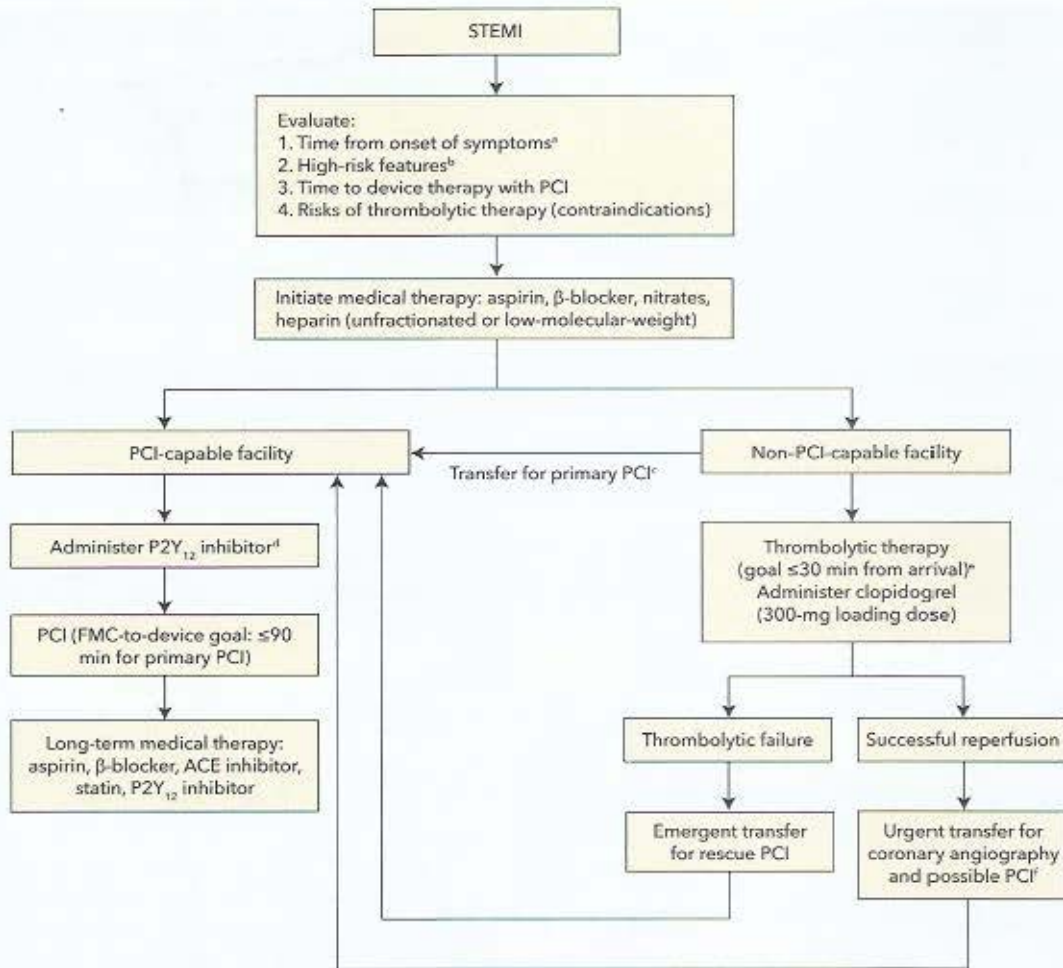 STEMI
Evaluate:
1. Time from onset of symptomsᵃ
2. High-risk featuresᵇ
3. Time to device therapy with PCI
4. Risks of thrombolytic therapy (contraindications)
Initiate medical therapy: aspirin, β-blocker, nitrates,
heparin (unfractionated or low-molecular-weight)
PCI-capable facility
Transfer for primary PCIᶜ
Non-PCI-capable facility
Administer P2Y₁₂ inhibitorᵈ
PCI (FMC-to-device goal: ≤90
min for primary PCI)
Long-term medical therapy:
aspirin, β-blocker, ACE inhibitor,
statin, P2Y₁₂ inhibitor
Thrombolytic therapy
(goal ≤30 min from arrival)ᵉ
Administer clopidogrel
(300-mg loading dose)
Thrombolytic failure
Successful reperfusion
Emergent transfer
for rescue PCI
Urgent transfer for
coronary angiography
and possible PCIᶠ